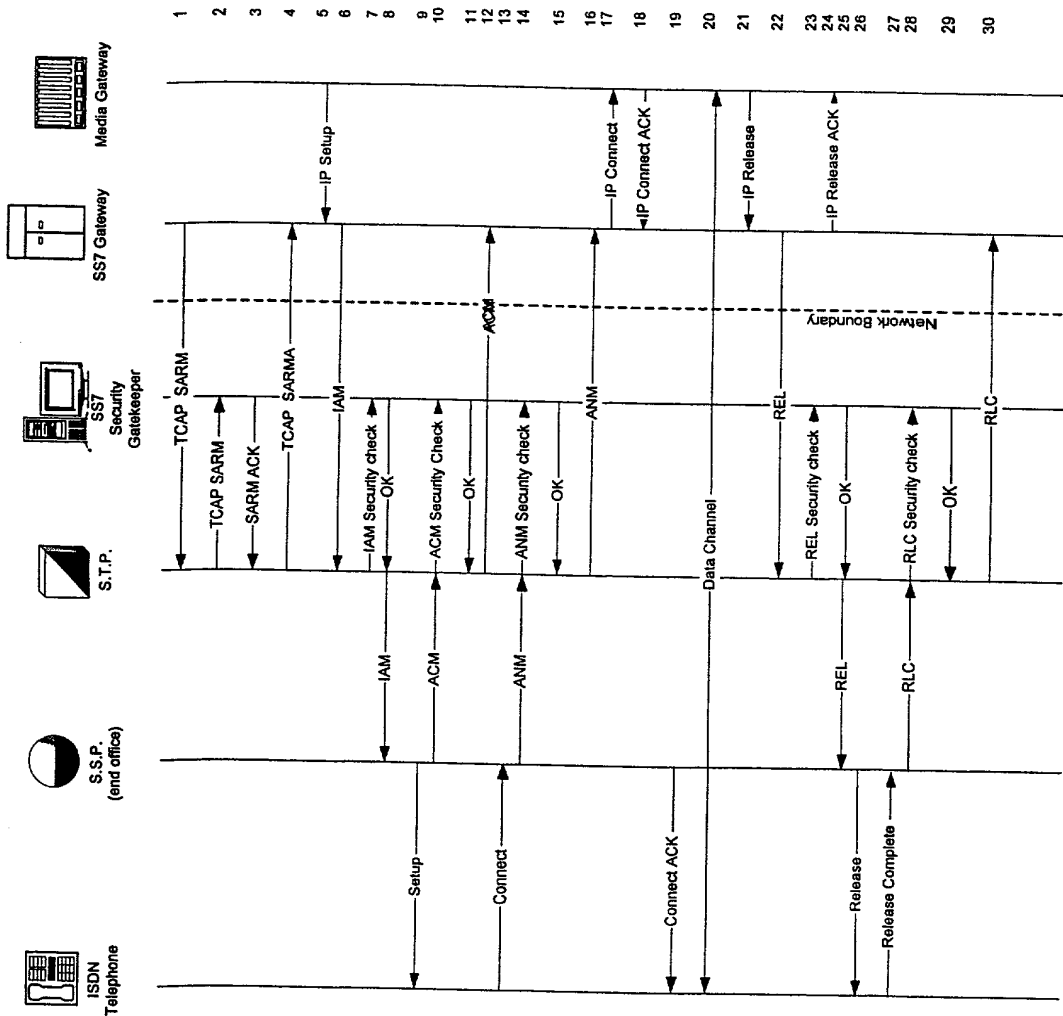 1
2
3
4
5
6
7
8
9
10
11
12
13
14
15
16
17
18
19
20
21
22
23
24
25
26
27
28
29
30
Media Gateway
SS7 Gateway
SS7
Security
Gatekeeper
S.T.P.
S.S.P.
(end office)
ISDN
Telephone
TCAP SARM
TCAP SARM
SARM ACK
TCAP SARMA
IP Setup
IAM
IAM Security check
OK
IAM
Setup
ACM
ACM Security Check
OK
ACM
Connect
ANM
ANM Security check
OK
ANM
IP Connect
IP Connect ACK
Connect ACK
Data Channel
IP Release
REL
REL Security check
IP Release ACK
OK
REL
Release
Release Complete
RLC
RLC Security check
OK
RLC
Network Boundary